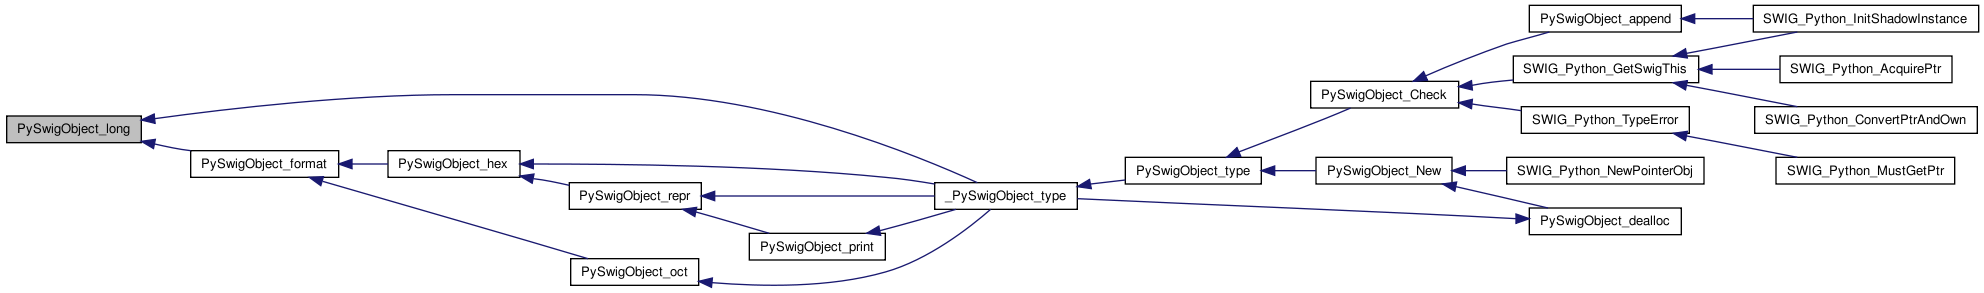 PySwigObject_long
PySwigObject_format
PySwigObject_hex
PySwigObject_repr
PySwigObject_print
PySwigObject_oct
_PySwigObject_type
PySwigObject_type
PySwigObject_Check
PySwigObject_New
PySwigObject_append
SWIG_Python_GetSwigThis
SWIG_Python_TypeError
SWIG_Python_NewPointerObj
PySwigObject_dealloc
SWIG_Python_InitShadowInstance
SWIG_Python_AcquirePtr
SWIG_Python_ConvertPtrAndOwn
SWIG_Python_MustGetPtr